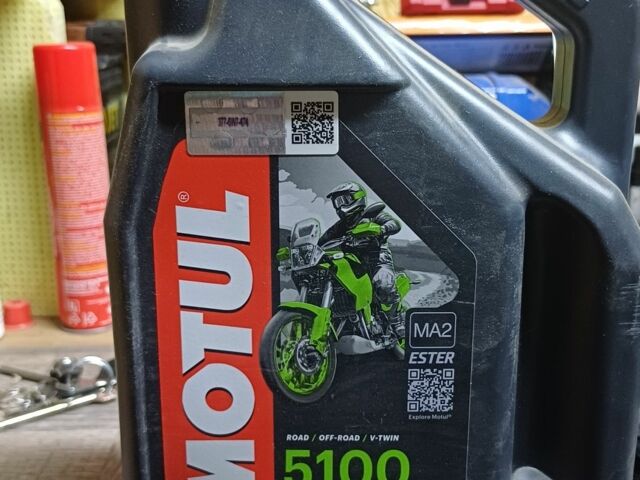 MOTUL®
MA2
ESTER
Explore Motul®
ROAD / OFF-ROAD / V-TWIN
5100